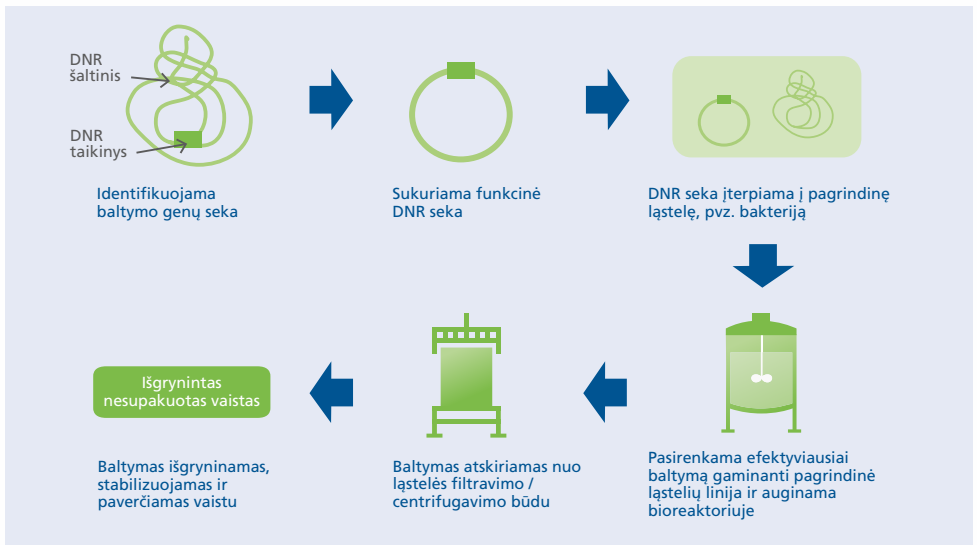 DNR
šaltinis
DNR
taikinys
Identifikuojama
baltymo genų seka
Sukuriama funkcinė
DNR seka
DNR seka įterpiama į pagrindinę
ląstelę, pvz. bakteriją
Pasirenkama efektyviausiai
baltymą gaminanti pagrindinė
ląstelių linija ir auginama
bioreaktoriuje
Baltymas atskiriamas nuo
ląstelės filtravimo /
centrifugavimo būdu
Išgrynintas
nesupakuotas vaistas
Baltymas išgryninamas,
stabilizuojamas ir
paverčiamas vaistu